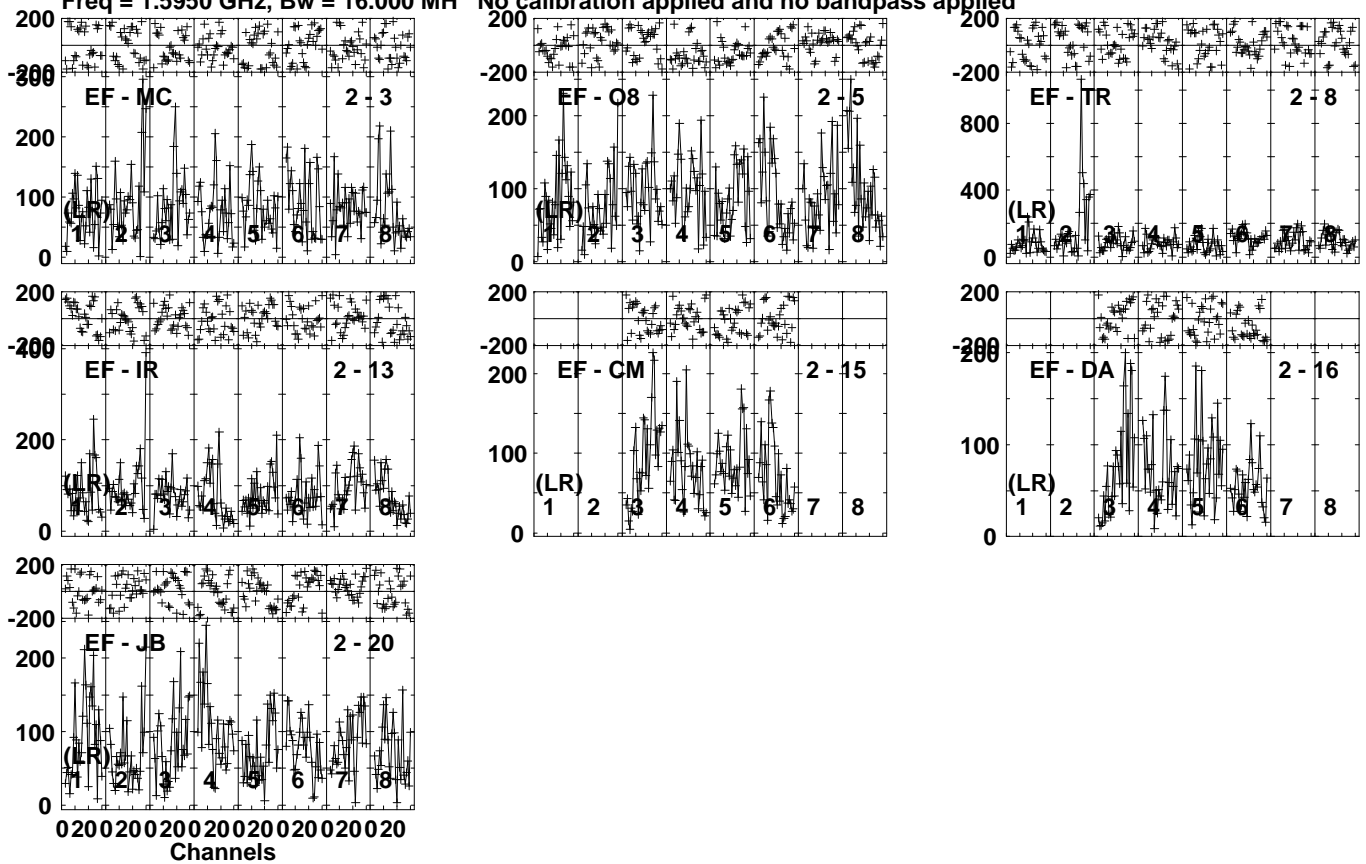 Freq = 1.5950 GHz, Bw = 16.000 MH No calibration applied and no bandpass applied
200 200 200
-200 -200 -200
300
EF - MC 2 - 3 EF - O8 2 - 5 EF - TR 2 - 8
200 200 800
100 100 400
(LR) (LR) (LR)
1 2 3 4 5 6 7 8 1 2 3 4 5 6 7 8 1 2 3 4 5 6 7 8
0 0 0
200 200 200
-200 -200 -200
400 200
EF - IR 2 - 13 EF - CM 2 - 15 EF - DA 2 - 16
200 200 100
100
(LR) (LR) (LR)
1 2 3 4 5 6 7 8 1 2 3 4 5 6 7 8 1 2 3 4 5 6 7 8
0 0 0
200
-200
EF - JB 2 - 20
200
100
(LR)
1 2 3 4 5 6 7 8
0
0 20 0 20 0 20 0 20 0 20 0 20 0 20 0 20
Channels